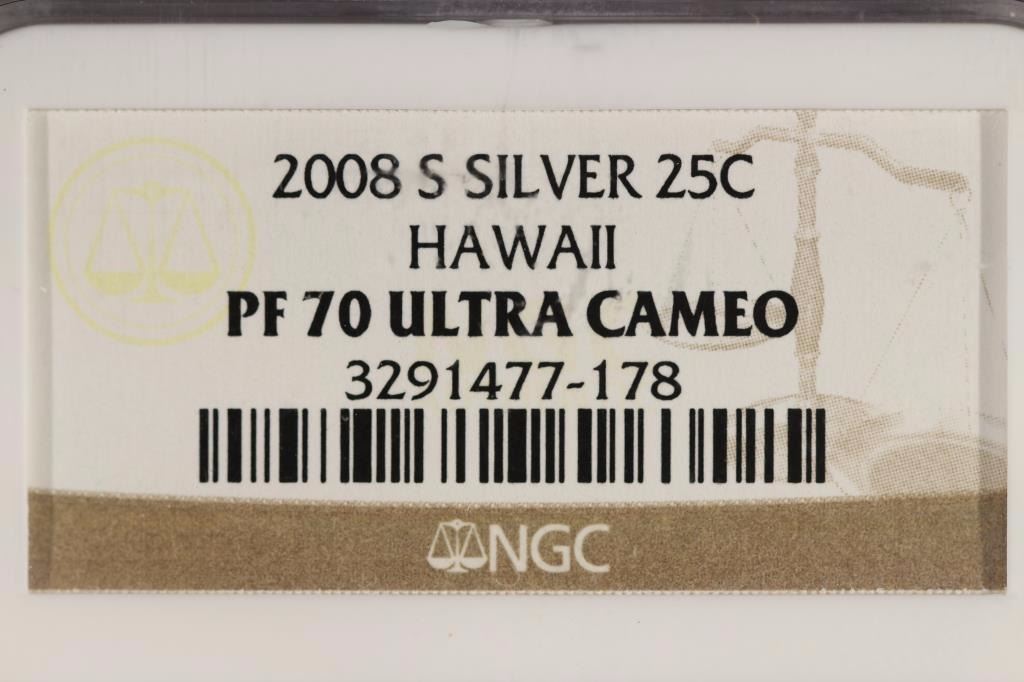 2008 S SILVER 25C
HAWAII
PF 70 ULTRA CAMEO
3291477-178
NGC